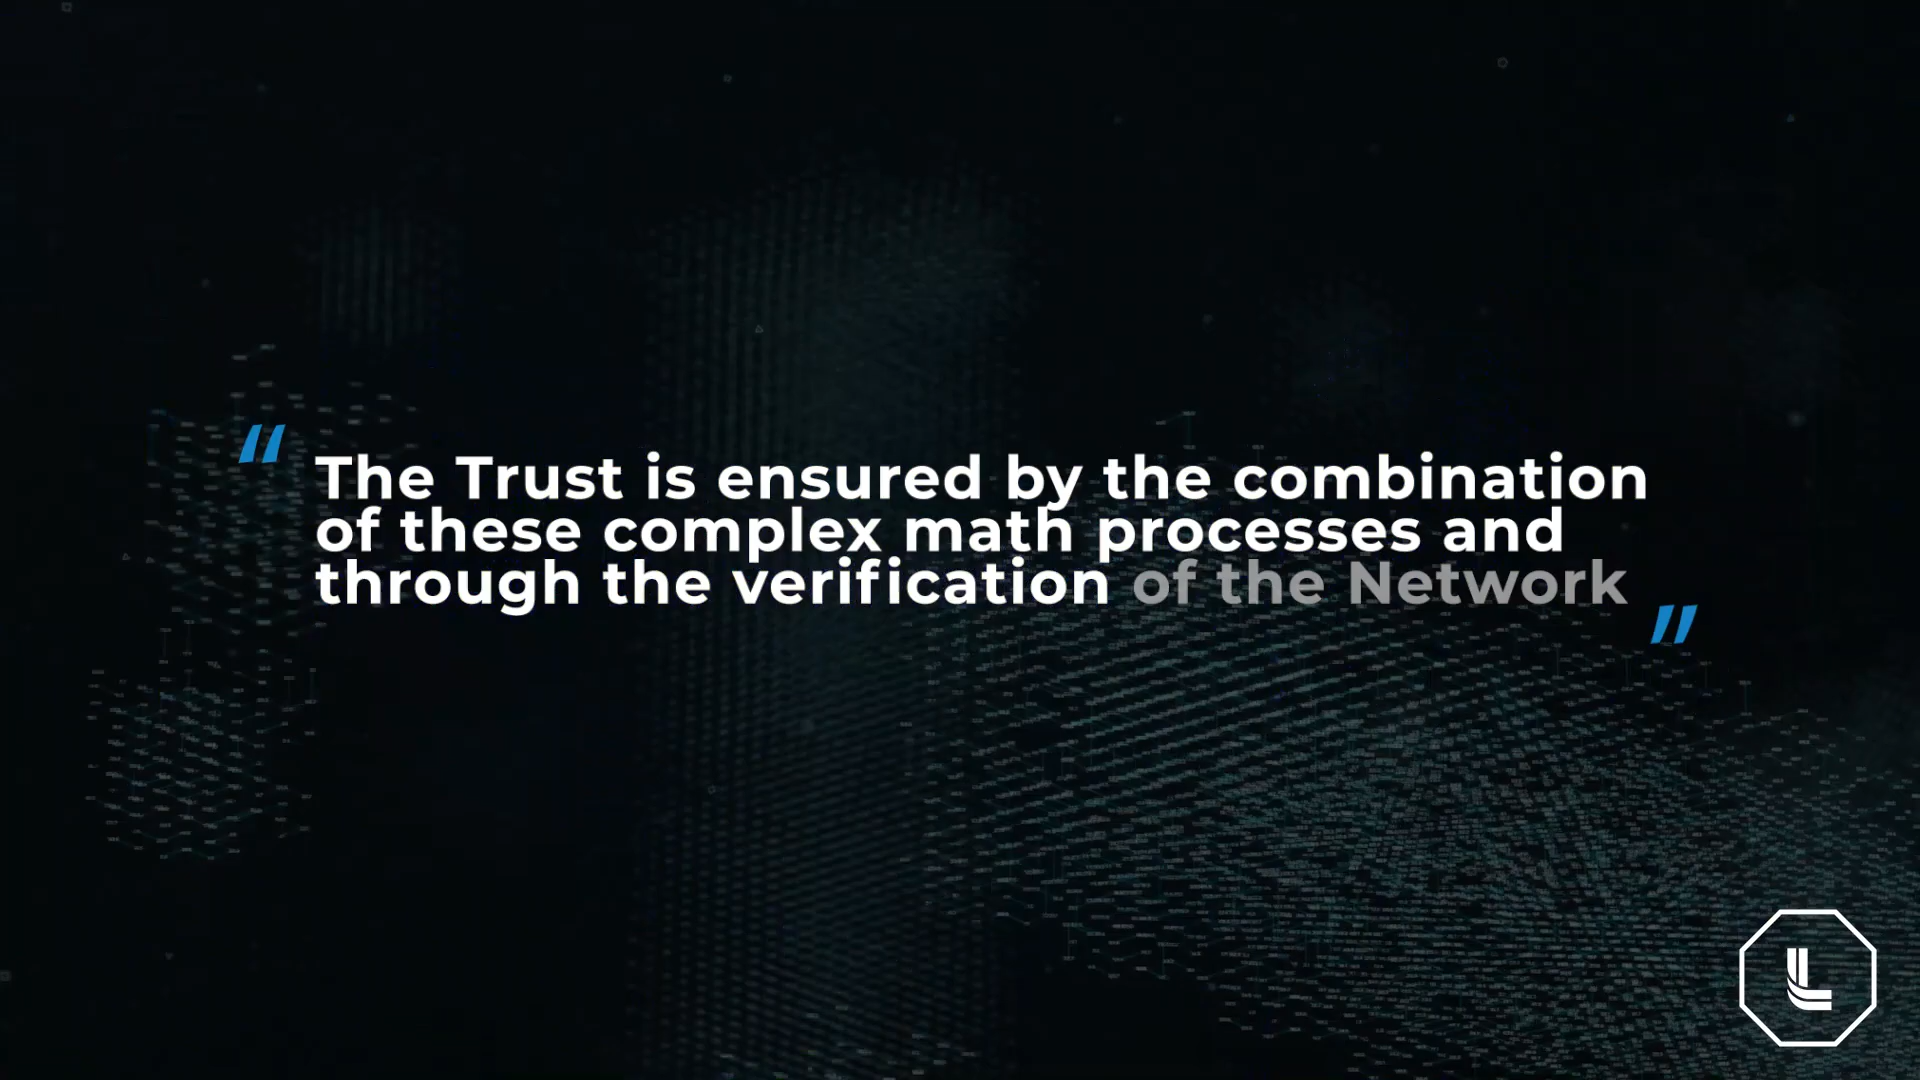 “ The Trust is ensured by the combination
of these complex math processes and
through the verification of the Network ”